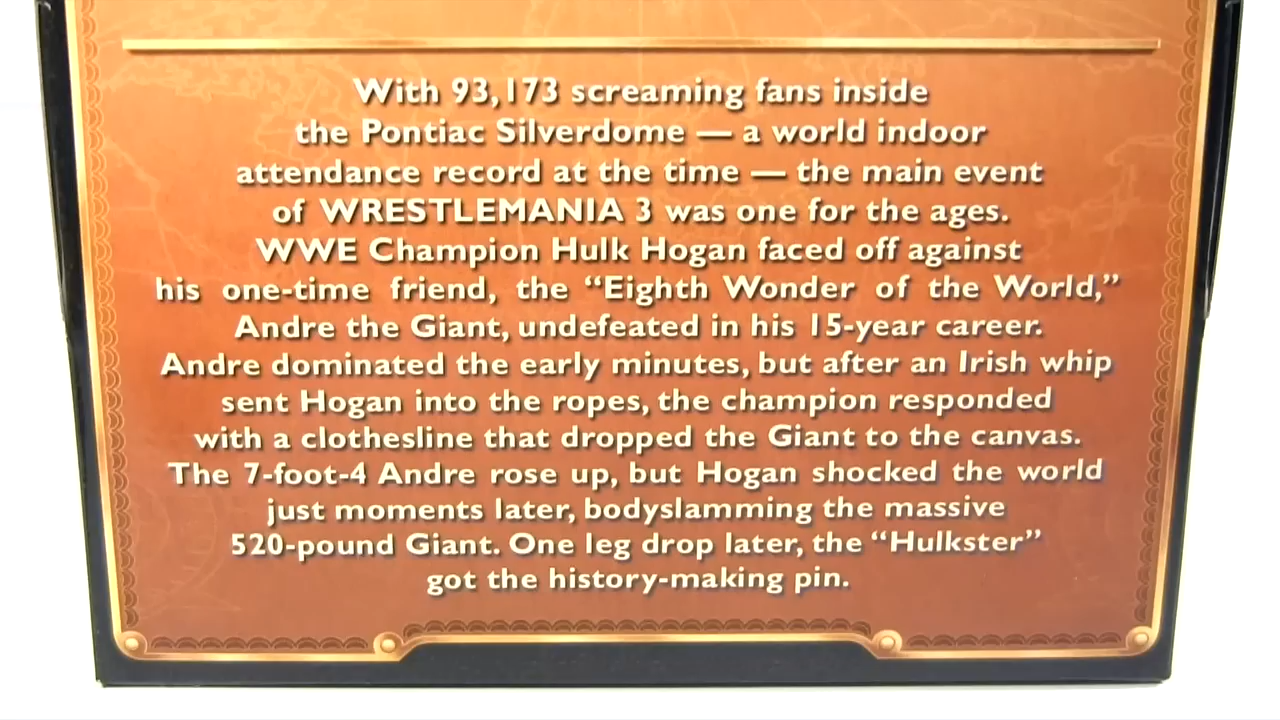 With 93,173 screaming fans inside
the Pontiac Silverdome — a world indoor
attendance record at the time — the main event
of WRESTLEMANIA 3 was one for the ages.
WWE Champion Hulk Hogan faced off against
his one-time friend, the “Eighth Wonder of the World,”
Andre the Giant, undefeated in his 15-year career.
Andre dominated the early minutes, but after an Irish whip
sent Hogan into the ropes, the champion responded
with a clothesline that dropped the Giant to the canvas.
The 7-foot-4 Andre rose up, but Hogan shocked the world
just moments later, bodyslamming the massive
520-pound Giant. One leg drop later, the “Hulkster”
got the history-making pin.